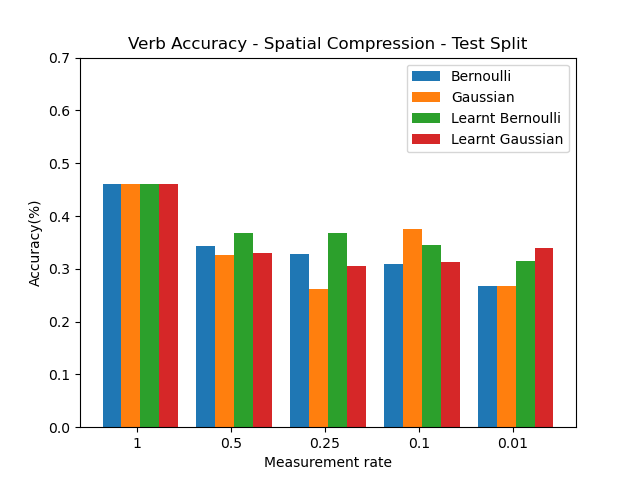 Verb Accuracy - Spatial Compression - Test Split
Accuracy(%)
0.7
0.6
0.5
0.4
0.3
0.2
0.1
0.0
Bernoulli
Gaussian
Learnt Bernoulli
Learnt Gaussian
1 0.5 0.25 0.1 0.01
Measurement rate